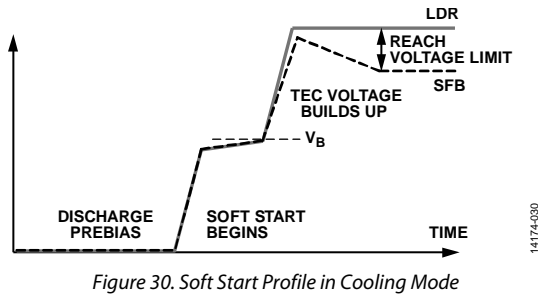 LDR
REACH
VOLTAGE LIMIT
SFB
TEC VOLTAGE
BUILDS UP
VB
DISCHARGE
PREBIAS
SOFT START
BEGINS
TIME
14174-030
Figure 30. Soft Start Profile in Cooling Mode